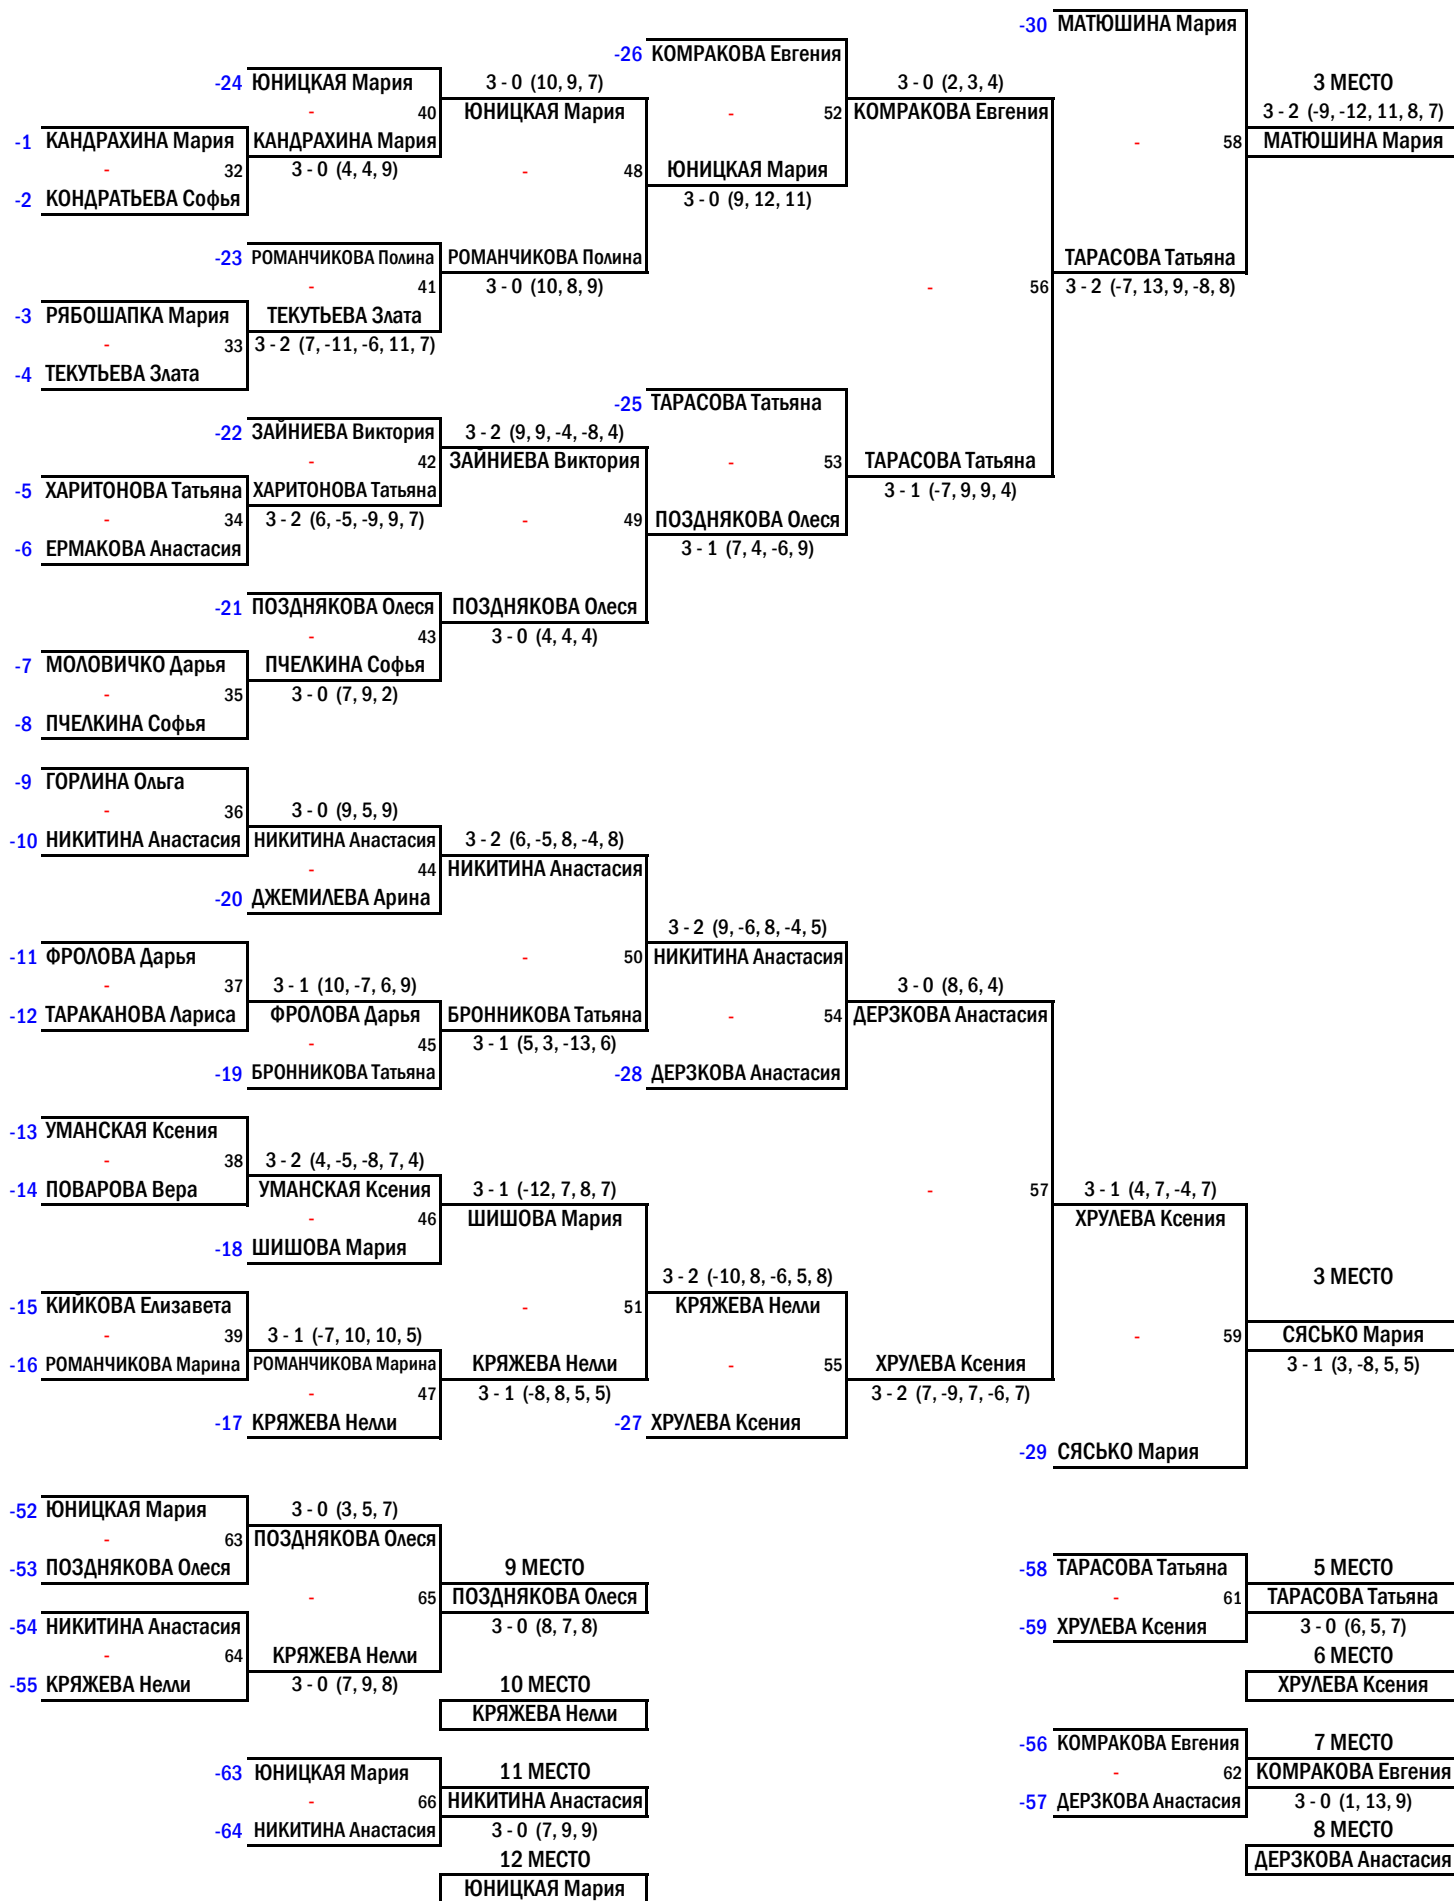 -30 МАТЮШИНА Мария
-26 КОМРАКОВА Евгения
-24 ЮНИЦКАЯ Мария 3 - 0 (10, 9, 7) 3 - 0 (2, 3, 4) 3 МЕСТО
- 40 ЮНИЦКАЯ Мария - 52 КОМРАКОВА Евгения 3 - 2 (-9, -12, 11, 8, 7)
-1 КАНДРАХИНА Мария КАНДРАХИНА Мария - 58 МАТЮШИНА Мария
- 32 3 - 0 (4, 4, 9) - 48 ЮНИЦКАЯ Мария
-2 КОНДРАТЬЕВА Софья 3 - 0 (9, 12, 11)
-23 РОМАНЧИКОВА Полина РОМАНЧИКОВА Полина ТАРАСОВА Татьяна
- 41 3 - 0 (10, 8, 9) - 56 3 - 2 (-7, 13, 9, -8, 8)
-3 РЯБОШАПКА Мария ТЕКУТЬЕВА Злата
- 33 3 - 2 (7, -11, -6, 11, 7)
-4 ТЕКУТЬЕВА Злата
-25 ТАРАСОВА Татьяна
-22 ЗАЙНИЕВА Виктория 3 - 2 (9, 9, -4, -8, 4)
- 42 ЗАЙНИЕВА Виктория - 53 ТАРАСОВА Татьяна
-5 ХАРИТОНОВА Татьяна ХАРИТОНОВА Татьяна 3 - 1 (-7, 9, 9, 4)
- 34 3 - 2 (6, -5, -9, 9, 7) - 49 ПОЗДНЯКОВА Олеся
-6 ЕРМАКОВА Анастасия 3 - 1 (7, 4, -6, 9)
-21 ПОЗДНЯКОВА Олеся ПОЗДНЯКОВА Олеся
- 43 3 - 0 (4, 4, 4)
-7 МОЛОВИЧКО Дарья ПЧЕЛКИНА Софья
- 35 3 - 0 (7, 9, 2)
-8 ПЧЕЛКИНА Софья
-9 ГОРЛИНА Ольга
- 36 3 - 0 (9, 5, 9)
-10 НИКИТИНА Анастасия НИКИТИНА Анастасия 3 - 2 (6, -5, 8, -4, 8)
- 44 НИКИТИНА Анастасия
-20 ДЖЕМИЛЕВА Арина
3 - 2 (9, -6, 8, -4, 5)
-11 ФРОЛОВА Дарья - 50 НИКИТИНА Анастасия
- 37 3 - 1 (10, -7, 6, 9) 3 - 0 (8, 6, 4)
-12 ТАРАКАНОВА Лариса ФРОЛОВА Дарья БРОННИКОВА Татьяна - 54 ДЕРЗКОВА Анастасия
- 45 3 - 1 (5, 3, -13, 6)
-19 БРОННИКОВА Татьяна -28 ДЕРЗКОВА Анастасия
-13 УМАНСКАЯ Ксения
- 38 3 - 2 (4, -5, -8, 7, 4)
-14 ПОВАРОВА Вера УМАНСКАЯ Ксения 3 - 1 (-12, 7, 8, 7) - 57 3 - 1 (4, 7, -4, 7)
- 46 ШИШОВА Мария ХРУЛЕВА Ксения
-18 ШИШОВА Мария
3 - 2 (-10, 8, -6, 5, 8) 3 МЕСТО
-15 КИЙКОВА Елизавета - 51 КРЯЖЕВА Нелли
- 39 3 - 1 (-7, 10, 10, 5) - 59 СЯСЬКО Мария
-16 РОМАНЧИКОВА Марина РОМАНЧИКОВА Марина КРЯЖЕВА Нелли - 55 ХРУЛЕВА Ксения 3 - 1 (3, -8, 5, 5)
- 47 3 - 1 (-8, 8, 5, 5) 3 - 2 (7, -9, 7, -6, 7)
-17 КРЯЖЕВА Нелли -27 ХРУЛЕВА Ксения
-29 СЯСЬКО Мария
-52 ЮНИЦКАЯ Мария 3 - 0 (3, 5, 7)
- 63 ПОЗДНЯКОВА Олеся
-53 ПОЗДНЯКОВА Олеся 9 МЕСТО -58 ТАРАСОВА Татьяна 5 МЕСТО
- 65 ПОЗДНЯКОВА Олеся - 61 ТАРАСОВА Татьяна
-54 НИКИТИНА Анастасия 3 - 0 (8, 7, 8) -59 ХРУЛЕВА Ксения 3 - 0 (6, 5, 7)
- 64 КРЯЖЕВА Нелли 6 МЕСТО
-55 КРЯЖЕВА Нелли 3 - 0 (7, 9, 8) 10 МЕСТО ХРУЛЕВА Ксения
КРЯЖЕВА Нелли
-56 КОМРАКОВА Евгения 7 МЕСТО
-63 ЮНИЦКАЯ Мария 11 МЕСТО - 62 КОМРАКОВА Евгения
- 66 НИКИТИНА Анастасия -57 ДЕРЗКОВА Анастасия 3 - 0 (1, 13, 9)
-64 НИКИТИНА Анастасия 3 - 0 (7, 9, 9) 8 МЕСТО
12 МЕСТО ДЕРЗКОВА Анастасия
ЮНИЦКАЯ Мария